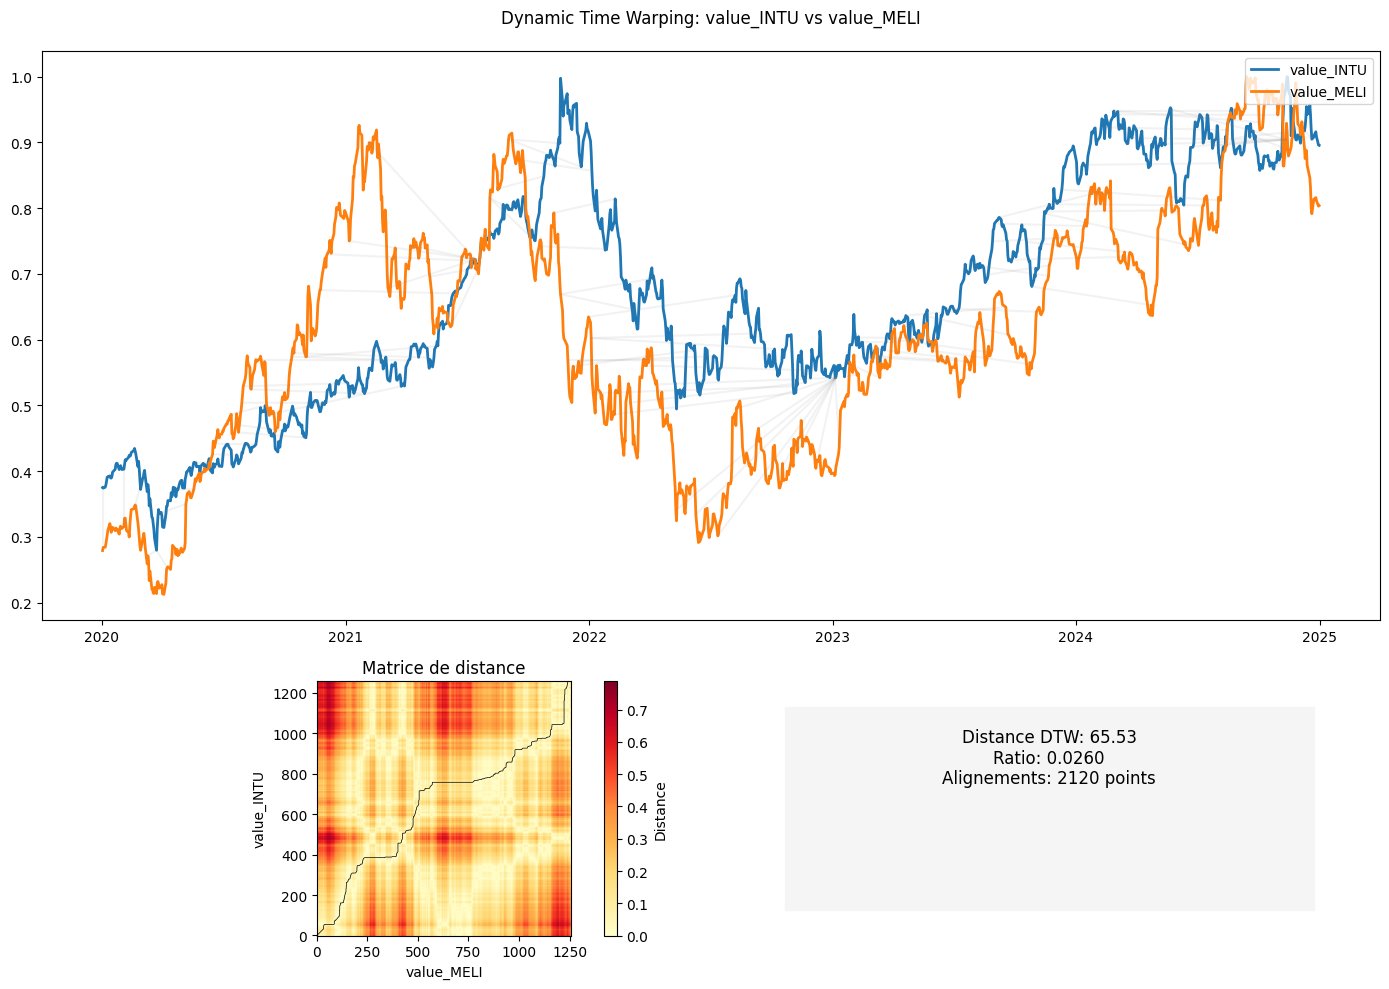 Dynamic Time Warping: value_INTU vs value_MELI
value_INTU
value_MELI
1.0
0.9
0.8
0.7
0.6
0.5
0.4
0.3
0.2
2020 2021 2022 2023 2024 2025
Matrice de distance
1200
1000
800
600
400
200
0
value_INTU
0 250 500 750 1000 1250
value_MELI
0.7
0.6
0.5
0.4
0.3
0.2
0.1
0.0
Distance
Distance DTW: 65.53
Ratio: 0.0260
Alignements: 2120 points